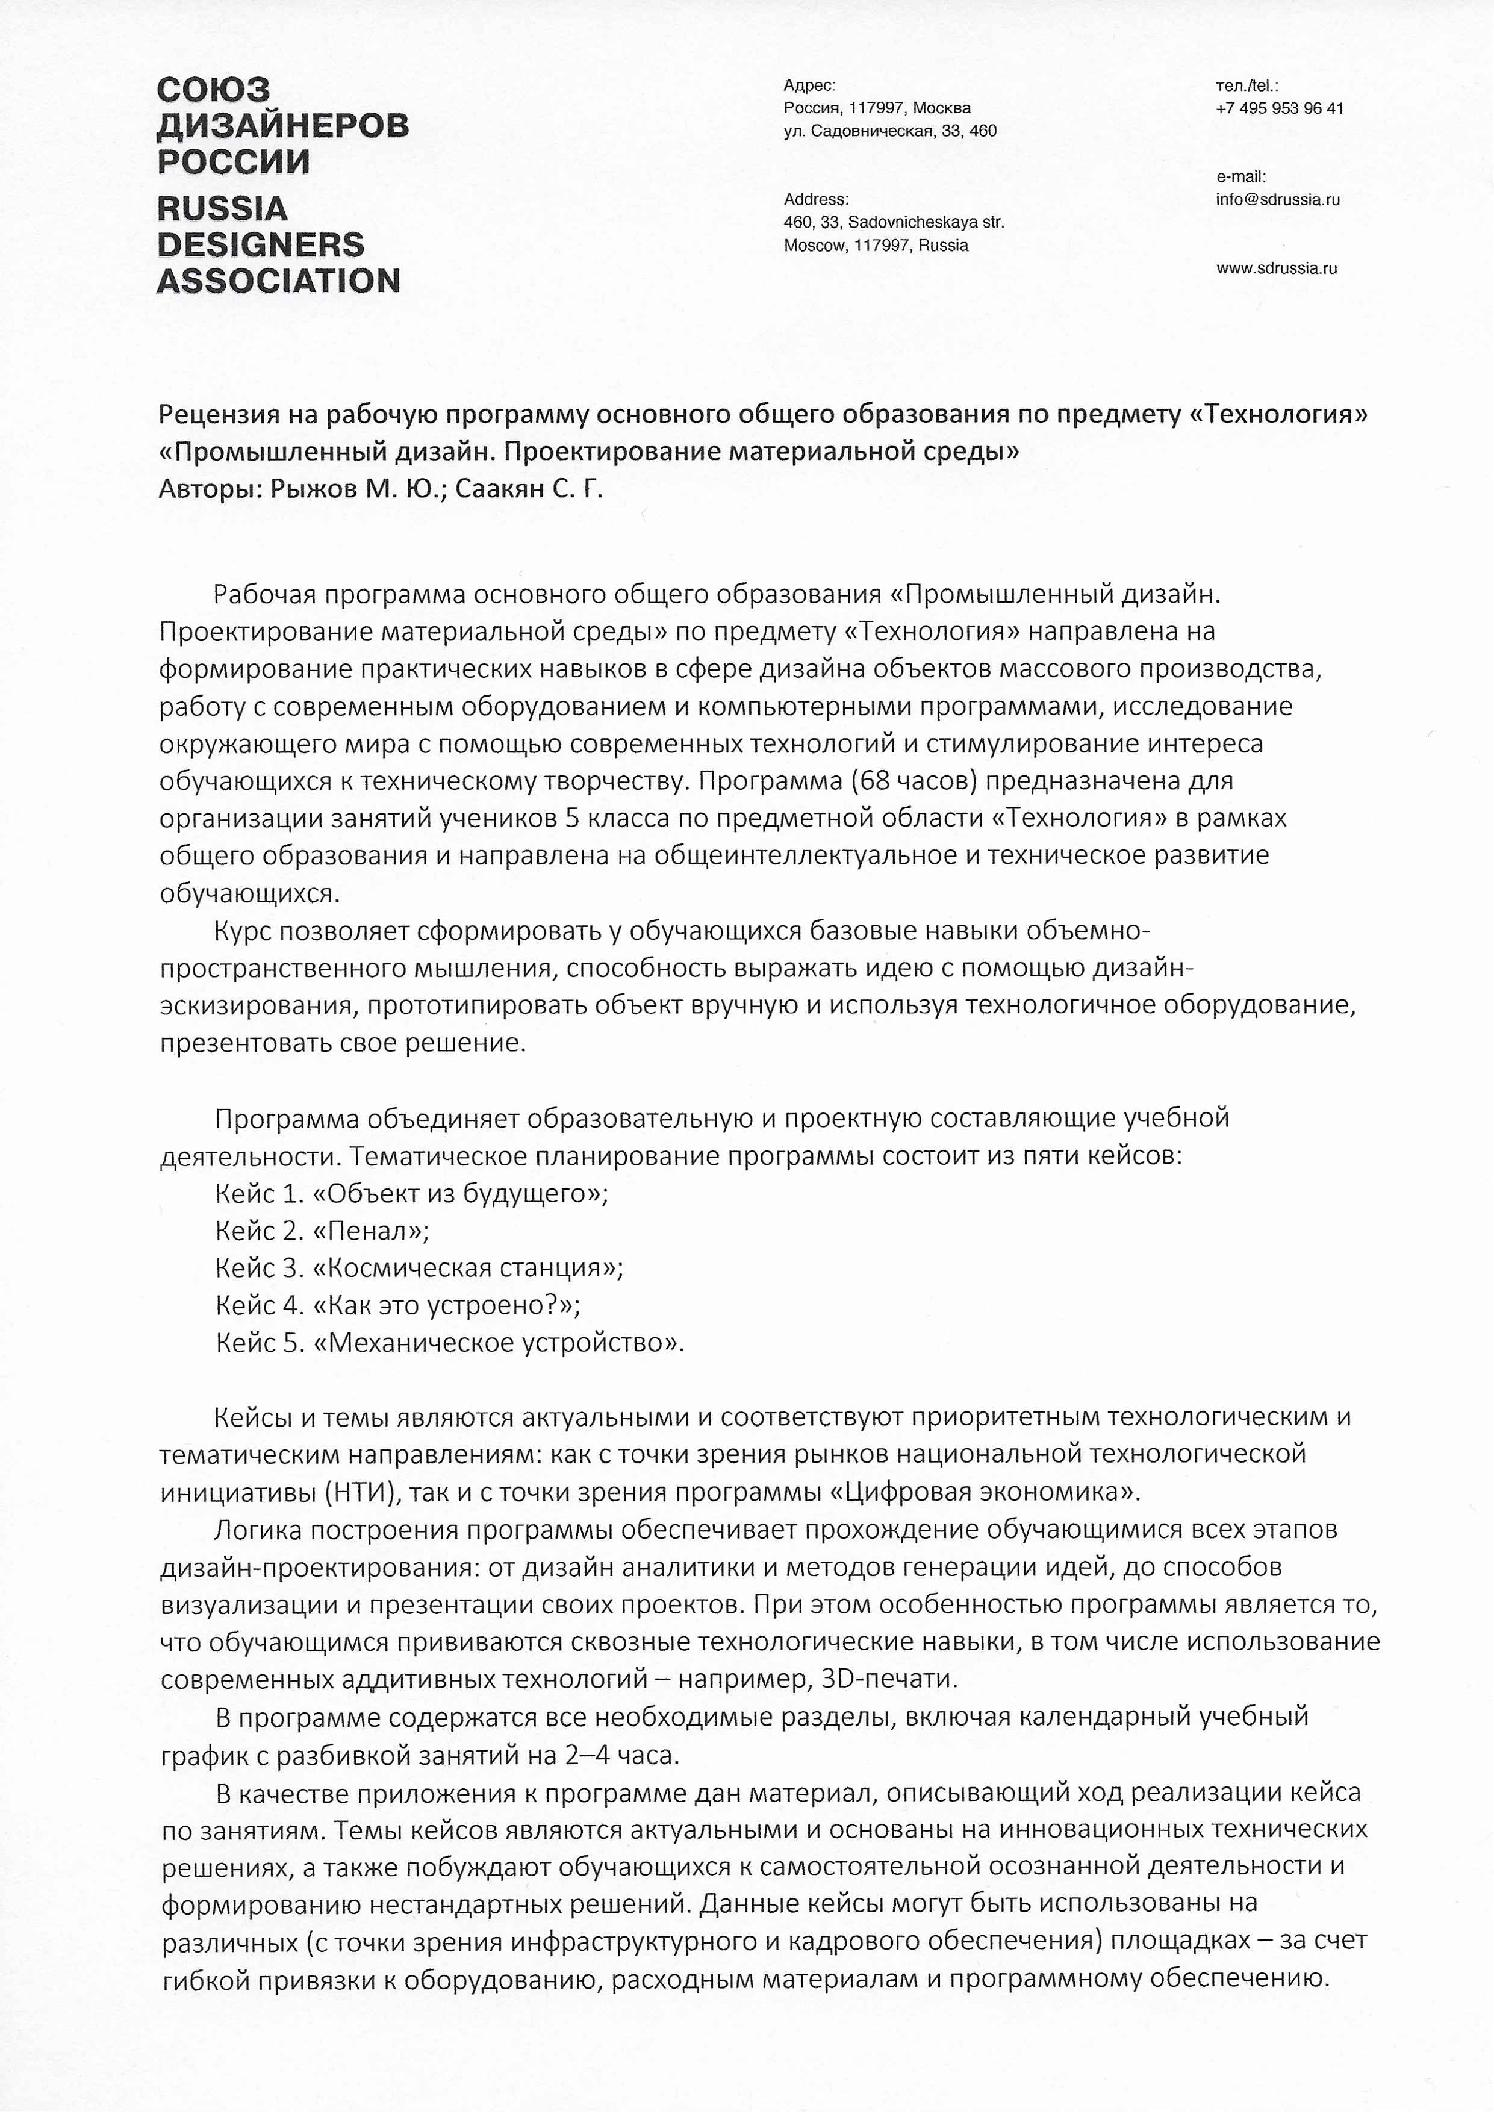 СОЮЗ
ДИЗАЙНЕРОВ
РОССИИ
RUSSIA
DESIGNERS
ASSOCIATION
Адрес:
Россия, 117997, Москва
ул. Садовническая, 33, 460
Address:
460, 33, Sadovnicheskaya str.
Moscow, 117997, Russia
тел./tel.:
+7 495 953 96 41
e-mail:
info@sdrussia.ru
www.sdrussia.ru
Рецензия на рабочую программу основного общего образования по предмету «Технология»
«Промышленный дизайн. Проектирование материальной среды»
Авторы: Рыжов М. Ю.; Саакян С. Г.
Рабочая программа основного общего образования «Промышленный дизайн.
Проектирование материальной среды» по предмету «Технология» направлена на
формирование практических навыков в сфере дизайна объектов массового производства,
работу с современным оборудованием и компьютерными программами, исследование
окружающего мира с помощью современных технологий и стимулирование интереса
обучающихся к техническому творчеству. Программа (68 часов) предназначена для
организации занятий учеников 5 класса по предметной области «Технология» в рамках
общего образования и направлена на общеинтеллектуальное и техническое развитие
обучающихся.
Курс позволяет сформировать у обучающихся базовые навыки объемно-
пространственного мышления, способность выражать идею с помощью дизайн-
эскизирования, прототипировать объект вручную и используя технологичное оборудование,
презентовать свое решение.
Программа объединяет образовательную и проектную составляющие учебной
деятельности. Тематическое планирование программы состоит из пяти кейсов:
Кейс 1. «Объект из будущего»;
Кейс 2. «Пенал»;
Кейс 3. «Космическая станция»;
Кейс 4. «Как это устроено?»;
Кейс 5. «Механическое устройство».
Кейсы и темы являются актуальными и соответствуют приоритетным технологическим и
тематическим направлениям: как с точки зрения рынков национальной технологической
инициативы (НТИ), так и с точки зрения программы «Цифровая экономика».
Логика построения программы обеспечивает прохождение обучающимися всех этапов
дизайн-проектирования: от дизайн аналитики и методов генерации идей, до способов
визуализации и презентации своих проектов. При этом особенностью программы является то,
что обучающимся прививаются сквозные технологические навыки, в том числе использование
современных аддитивных технологий – например, 3D-печати.
В программе содержатся все необходимые разделы, включая календарный учебный
график с разбивкой занятий на 2–4 часа.
В качестве приложения к программе дан материал, описывающий ход реализации кейса
по занятиям. Темы кейсов являются актуальными и основаны на инновационных технических
решениях, а также побуждают обучающихся к самостоятельной осознанной деятельности и
формированию нестандартных решений. Данные кейсы могут быть использованы на
различных (с точки зрения инфраструктурного и кадрового обеспечения) площадках – за счет
гибкой привязки к оборудованию, расходным материалам и программному обеспечению.